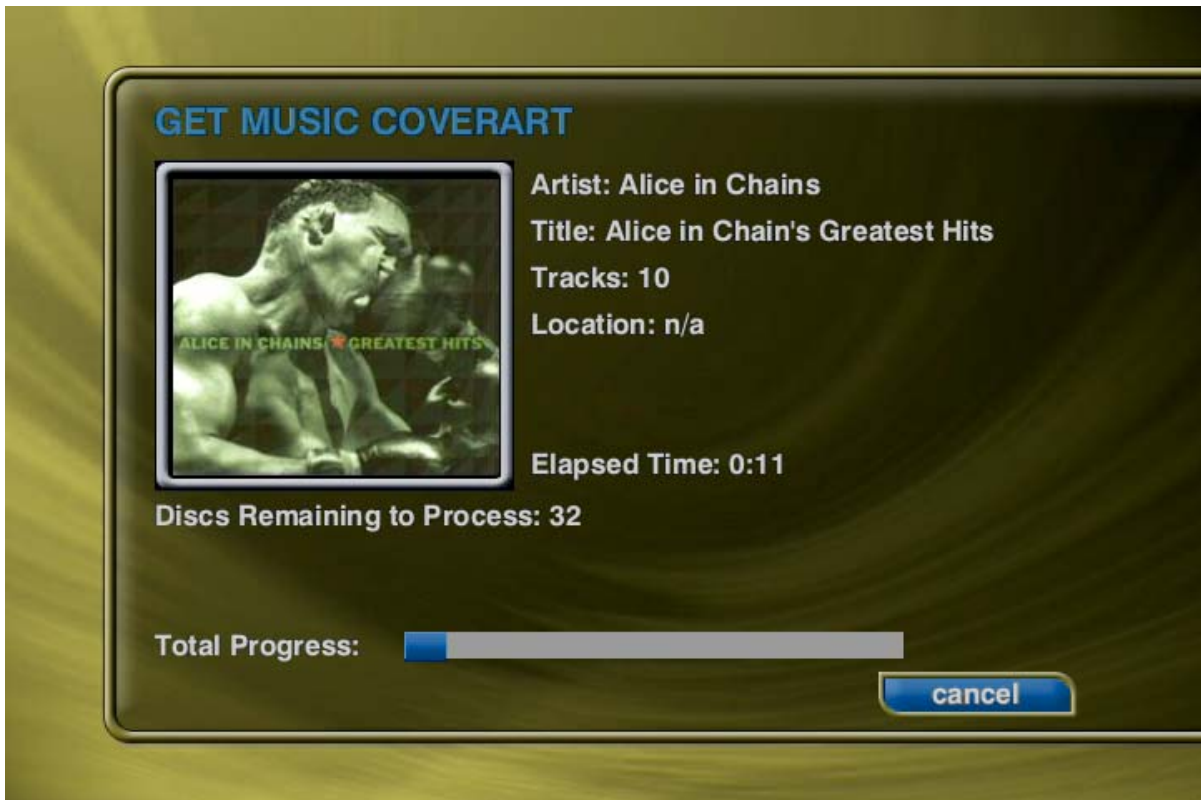 GET MUSIC COVERART
ALICE IN CHAINS★GREATEST HITS
Artist: Alice in Chains
Title: Alice in Chain's Greatest Hits
Tracks: 10
Location: n/a
Elapsed Time: 0:11
Discs Remaining to Process: 32
Total Progress:
cancel